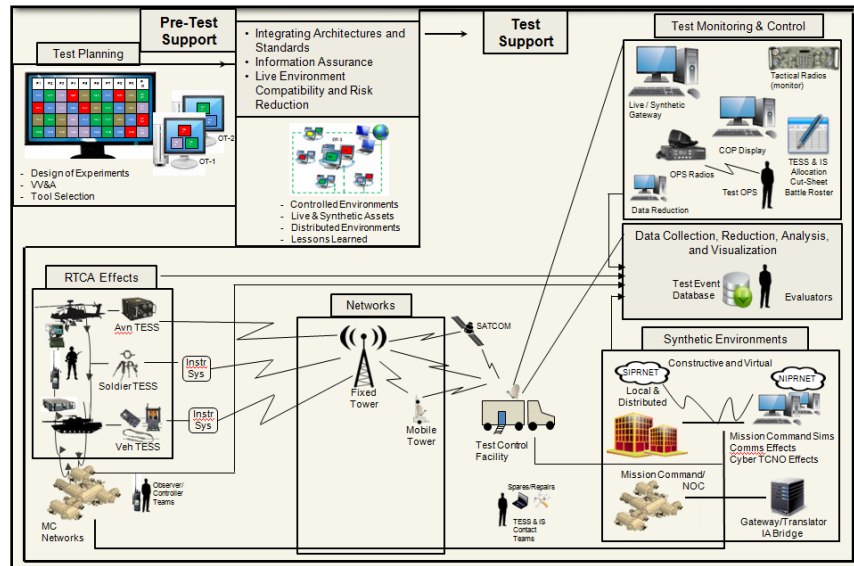 Pre-Test
Support
Test Planning
OT-2
OT-1
- Design of Experiments
- VV&A
- Tool Selection
• Integrating Architectures and
Standards
• Information Assurance
• Live Environment
Compatibility and Risk
Reduction
OT-1
- Controlled Environments
- Live & Synthetic Assets
- Distributed Environments
- Lessons Learned
Test
Support
Test Monitoring & Control
Live / Synthetic
Gateway
Tactical Radios
(monitor)
COP Display
OPS Radios
Test OPS
TESS & IS
Allocation
Cut-Sheet
Battle Roster
Data Reduction
Data Collection, Reduction, Analysis,
and Visualization
Test Event
Database
Evaluators
RTCA Effects
Avn TESS
Soldier TESS
Veh TESS
Instr
Sys
Instr
Sys
Observer/
Controller
Teams
MC
Networks
Networks
Fixed
Tower
Mobile
Tower
SATCOM
Test Control
Facility
Spares/Repairs
TESS & IS
Contact
Teams
Synthetic Environments
Constructive and Virtual
SIPRNET
NIPRNET
Local &
Distributed
Mission Command Sims
Comms Effects
Cyber TCNO Effects
Mission Command/
NOC
Gateway/Translator
IA Bridge